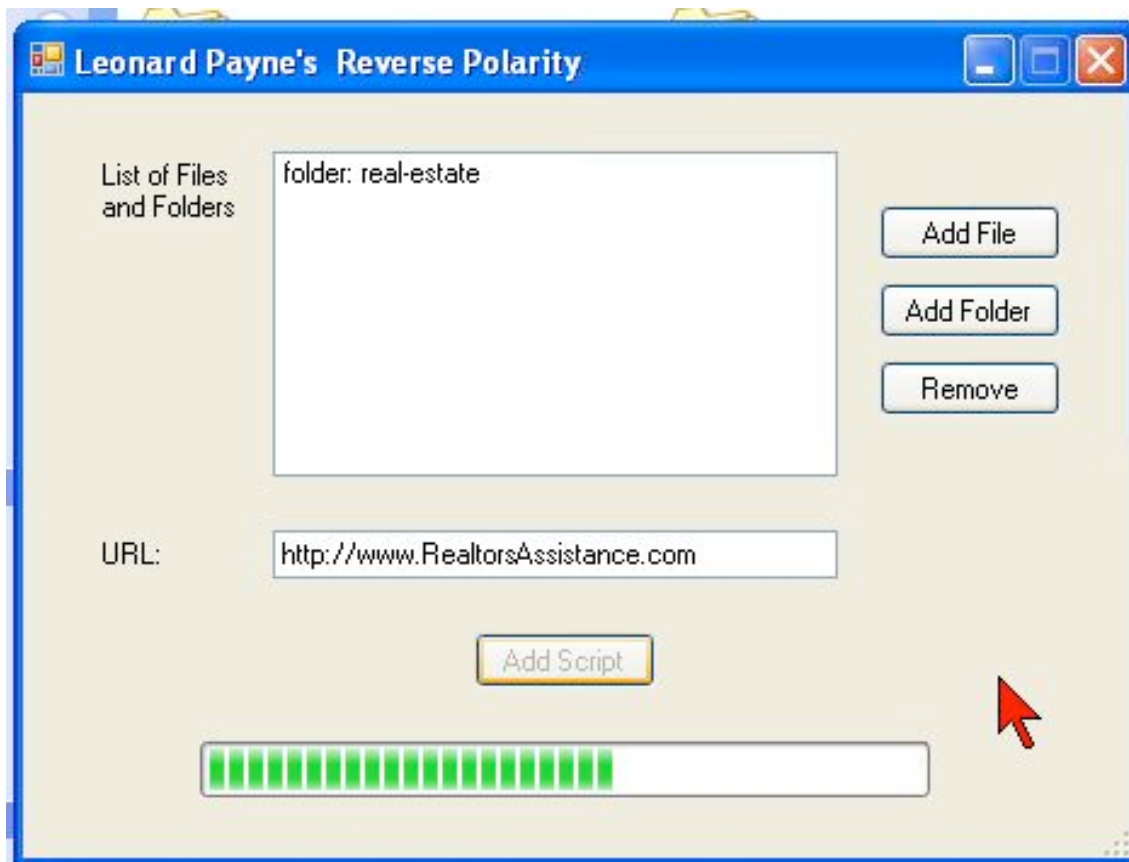 Leonard Payne's  Reverse Polarity
List of Files
and Folders
folder: real-estate
Add File
Add Folder
Remove
URL:
http://www.RealtorsAssistance.com
Add Script